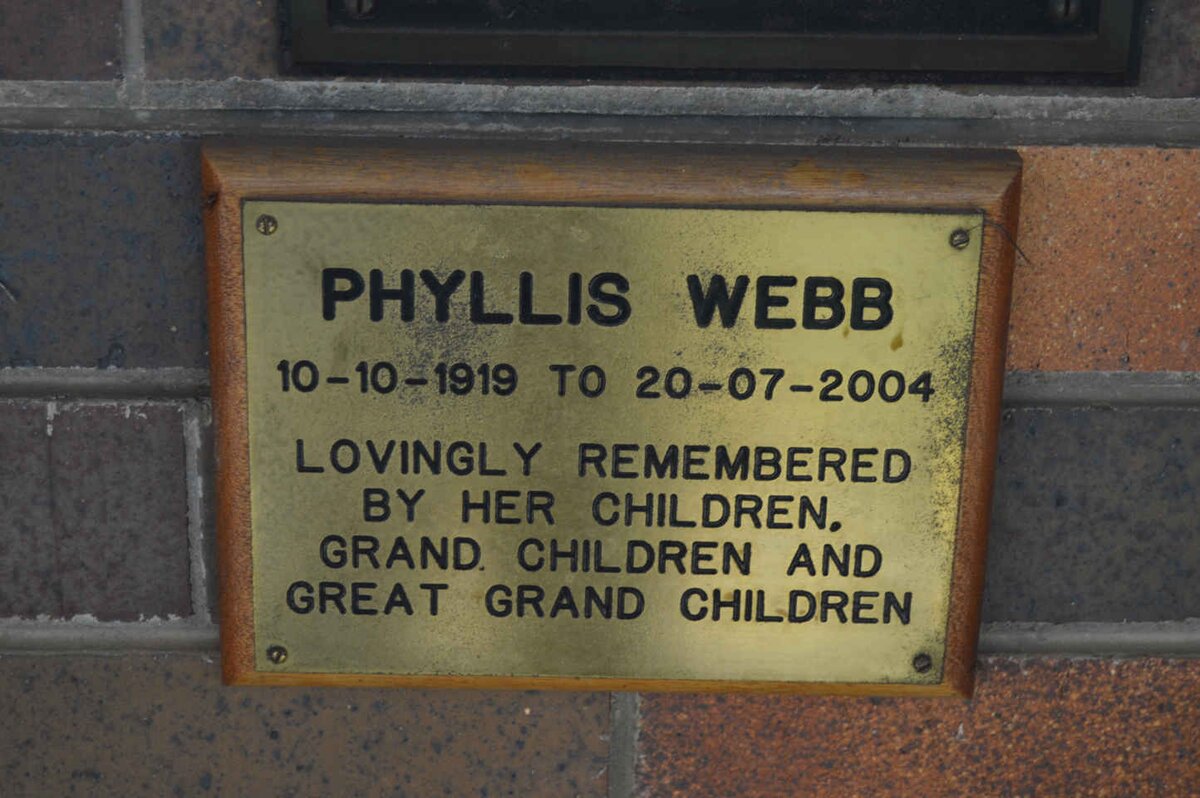 PHYLLIS WEBB
10-10-1919 TO 20-07-2004
LOVINGLY REMEMBERED
BY HER CHILDREN,
GRAND. CHILDREN AND
GREAT GRAND CHILDREN